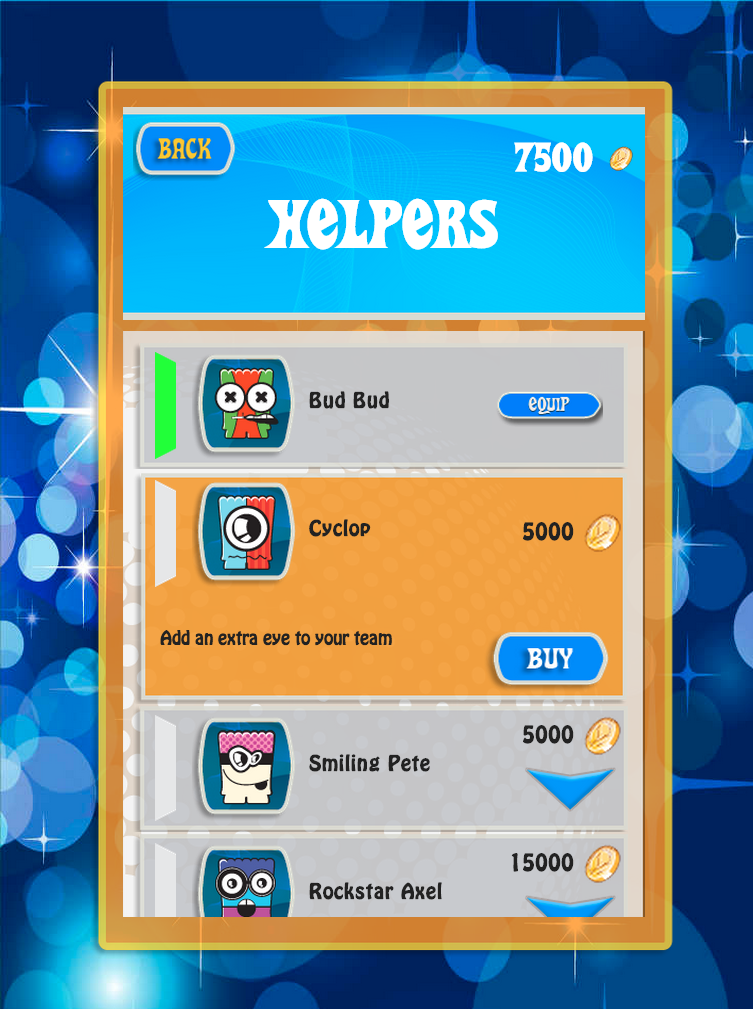 BACK
7500
HELPERS
Bud Bud
EQUIP
Cyclop
5000
Add an extra eye to your team
BUY
5000
Smiling Pete
15000
Rockstar Axel